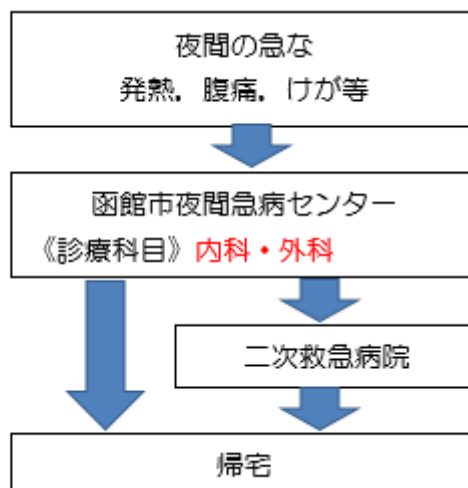 夜間の急な
発熱．腹痛．けが等
函館市夜間急病センター
《診療科目》内科・外科
二次救急病院
帰宅